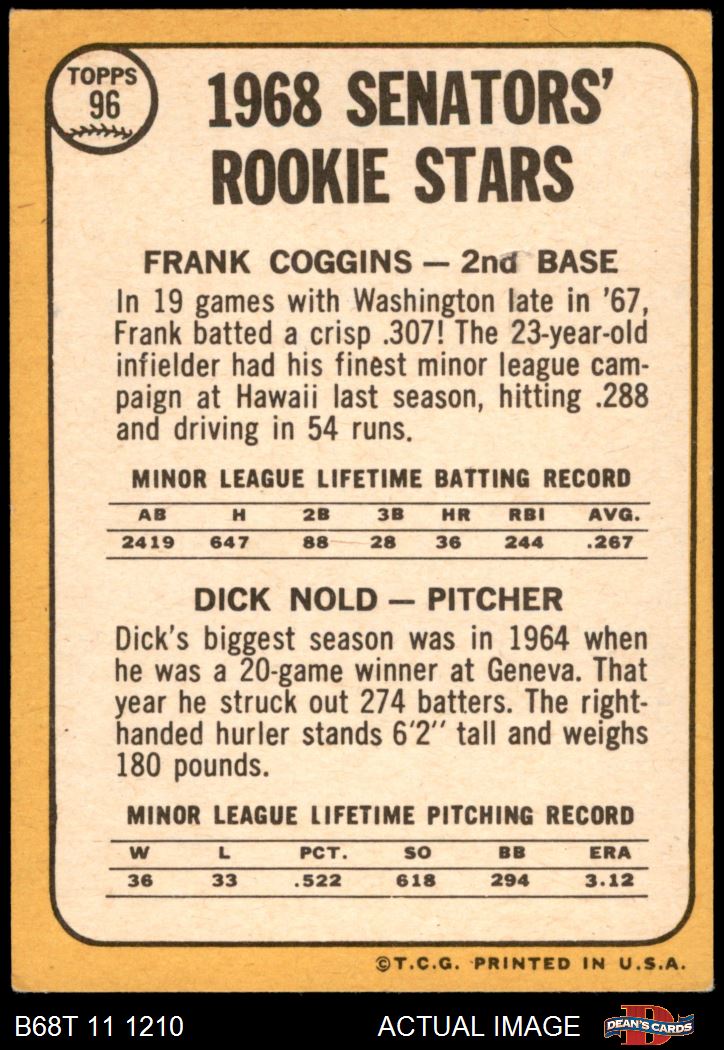 TOPPS
96
1968 SENATORS'
ROOKIE STARS
FRANK COGGINS — 2nd BASE
In 19 games with Washington late in '67,
Frank batted a crisp .307! The 23-year-old
infielder had his finest minor league cam-
paign at Hawaii last season, hitting .288
and driving in 54 runs.
MINOR LEAGUE LIFETIME BATTING RECORD
AB H 2B 3B HR RBI AVG.
2419 647 88 28 36 244 .267
DICK NOLD — PITCHER
Dick's biggest season was in 1964 when
he was a 20-game winner at Geneva. That
year he struck out 274 batters. The right-
handed hurler stands 6'2'' tall and weighs
180 pounds.
MINOR LEAGUE LIFETIME PITCHING RECORD
W L PCT. SO BB ERA
36 33 .522 618 294 3.12
©T.C.G. PRINTED IN U.S.A.
B68T 11 1210 ACTUAL IMAGE DEAN'S CARDS